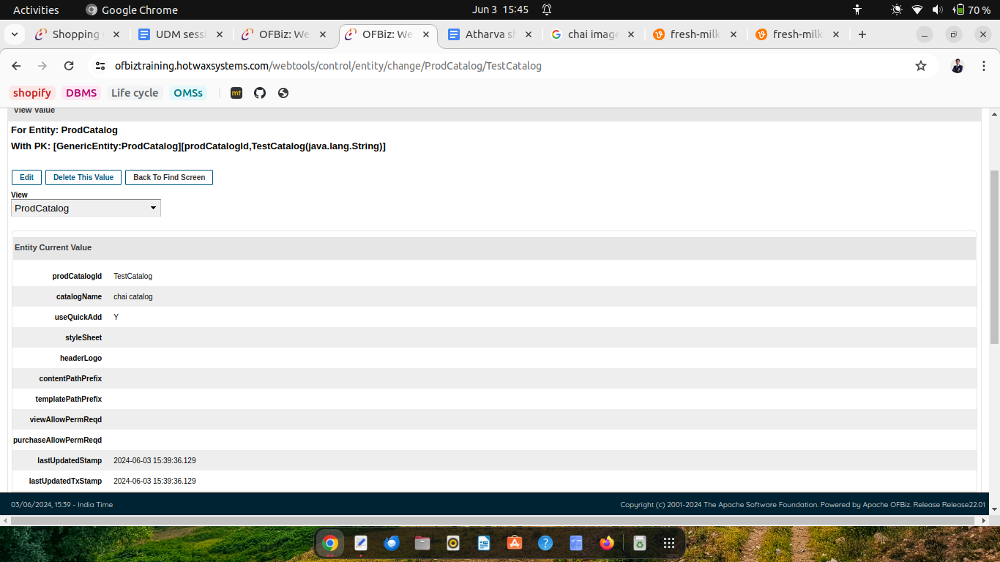 Activities Google Chrome Jun 3 15:45 70 %
Shopping UDM sessi OFBiz: We OFBiz: We Atharva sh chai image fresh-milk fresh-milk
ofbiztraining.hotwaxsystems.com/webtools/control/entity/change/ProdCatalog/TestCatalog
shopify DBMS Life cycle OMSs mt
View Value
For Entity: ProdCatalog
With PK: [GenericEntity:ProdCatalog][prodCatalogId,TestCatalog(java.lang.String)]
Edit Delete This Value Back To Find Screen
View
ProdCatalog
Entity Current Value
prodCatalogId TestCatalog
catalogName chai catalog
useQuickAdd Y
styleSheet
headerLogo
contentPathPrefix
templatePathPrefix
viewAllowPermReqd
purchaseAllowPermReqd
lastUpdatedStamp 2024-06-03 15:39:36.129
lastUpdatedTxStamp 2024-06-03 15:39:36.129
03/06/2024, 15:39 - India Time Copyright (c) 2001-2024 The Apache Software Foundation. Powered by Apache OFBiz. Release Release22.01